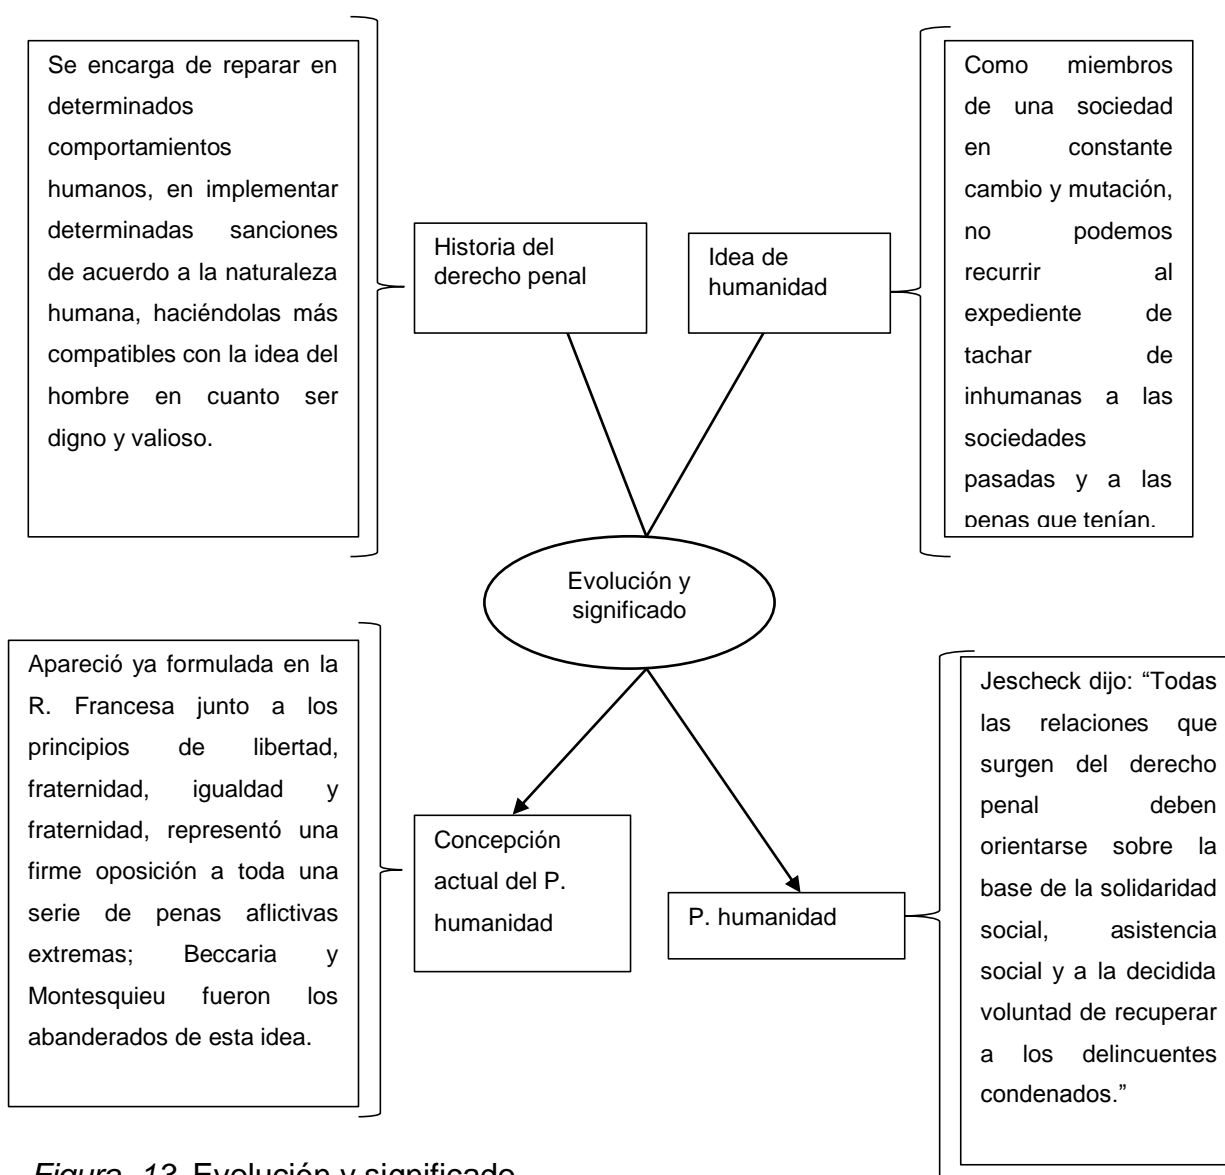 Se encarga de reparar en
determinados
comportamientos
humanos, en implementar
determinadas sanciones
de acuerdo a la naturaleza
humana, haciéndolas más
compatibles con la idea del
hombre en cuanto ser
digno y valioso.
Historia del
derecho penal
Idea de
humanidad
Como miembros
de una sociedad
en constante
cambio y mutación,
no podemos
recurrir al
expediente de
tachar de
inhumanas a las
sociedades
pasadas y a las
penas que tenían.
Evolución y
significado
Apareció ya formulada en la
R. Francesa junto a los
principios de libertad,
fraternidad, igualdad y
fraternidad, representó una
firme oposición a toda una
serie de penas aflictivas
extremas; Beccaria y
Montesquieu fueron los
abanderados de esta idea.
Concepción
actual del P.
humanidad
P. humanidad
Jescheck dijo: “Todas
las relaciones que
surgen del derecho
penal deben
orientarse sobre la
base de la solidaridad
social, asistencia
social y a la decidida
voluntad de recuperar
a los delincuentes
condenados.”
Figura 13. Evolución y significado